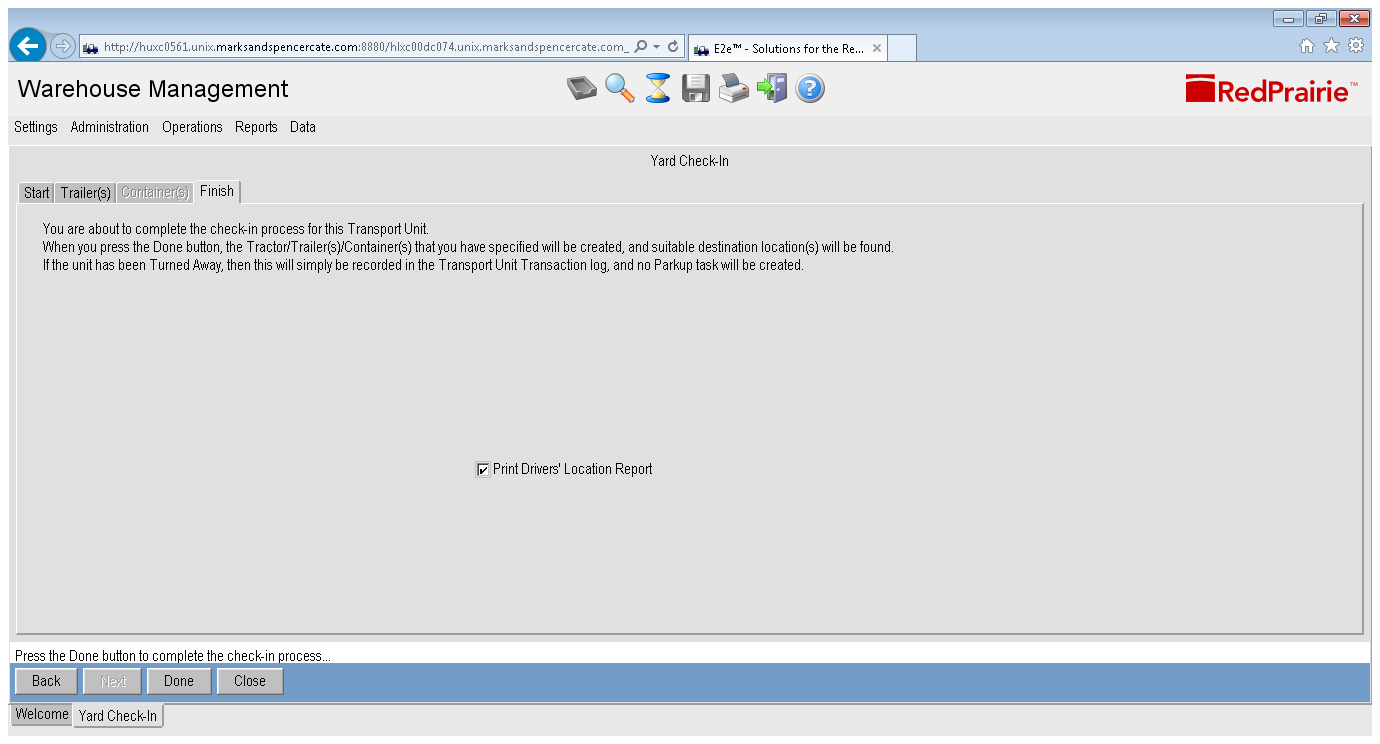 http://huxc0561.unix.marksandspencercate.com:8880/hlxc00dc074.unix.marksandspencercate.com_
E2e™ - Solutions for the Re...
Warehouse Management
RedPrairie™
Settings Administration Operations Reports Data
Yard Check-In
Start Trailer(s) Container(s) Finish
You are about to complete the check-in process for this Transport Unit.
When you press the Done button, the Tractor/Trailer(s)/Container(s) that you have specified will be created, and suitable destination location(s) will be found.
If the unit has been Turned Away, then this will simply be recorded in the Transport Unit Transaction log, and no Parkup task will be created.
Print Drivers' Location Report
Press the Done button to complete the check-in process...
Back Next Done Close
Welcome Yard Check-In